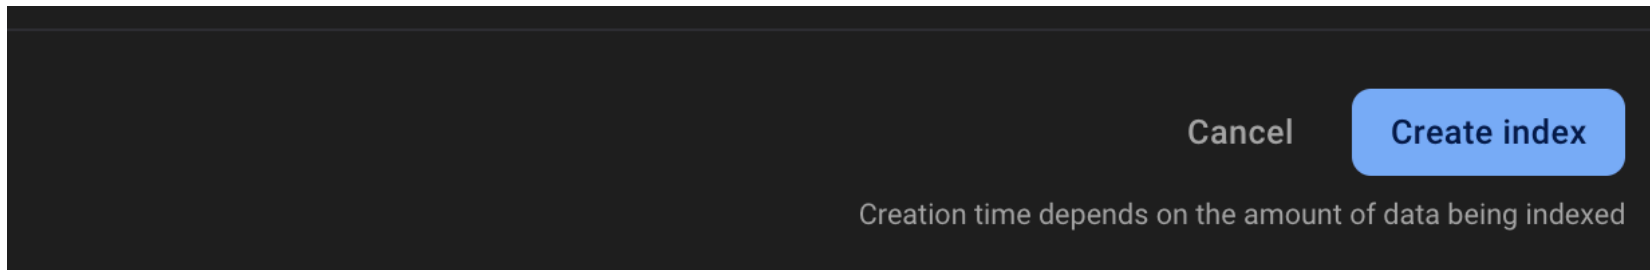 Cancel
Create index
Creation time depends on the amount of data being indexed